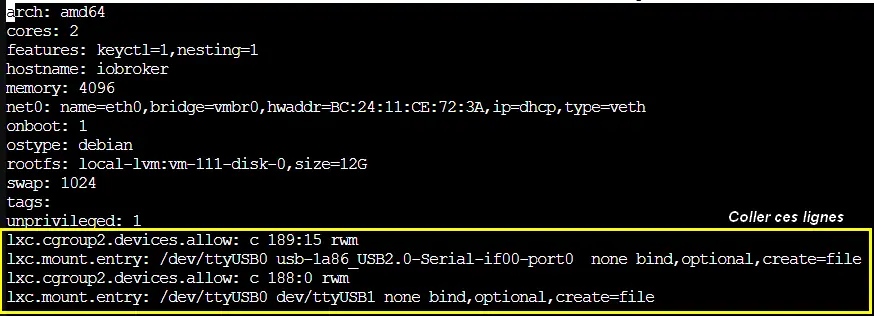 arch: amd64
cores: 2
features: keyctl=1,nesting=1
hostname: iobroker
memory: 4096
net0: name=eth0,bridge=vmbr0,hwaddr=BC:24:11:CE:72:3A,ip=dhcp,type=veth
onboot: 1
ostype: debian
rootfs: local-lvm:vm-111-disk-0,size=12G
swap: 1024
tags:
unprivileged: 1
Coller ces lignes
lxc.cgroup2.devices.allow: c 189:15 rwm
lxc.mount.entry: /dev/ttyUSB0 usb-1a86_USB2.0-Serial-if00-port0  none bind,optional,create=file
lxc.cgroup2.devices.allow: c 188:0 rwm
lxc.mount.entry: /dev/ttyUSB0 dev/ttyUSB1 none bind,optional,create=file